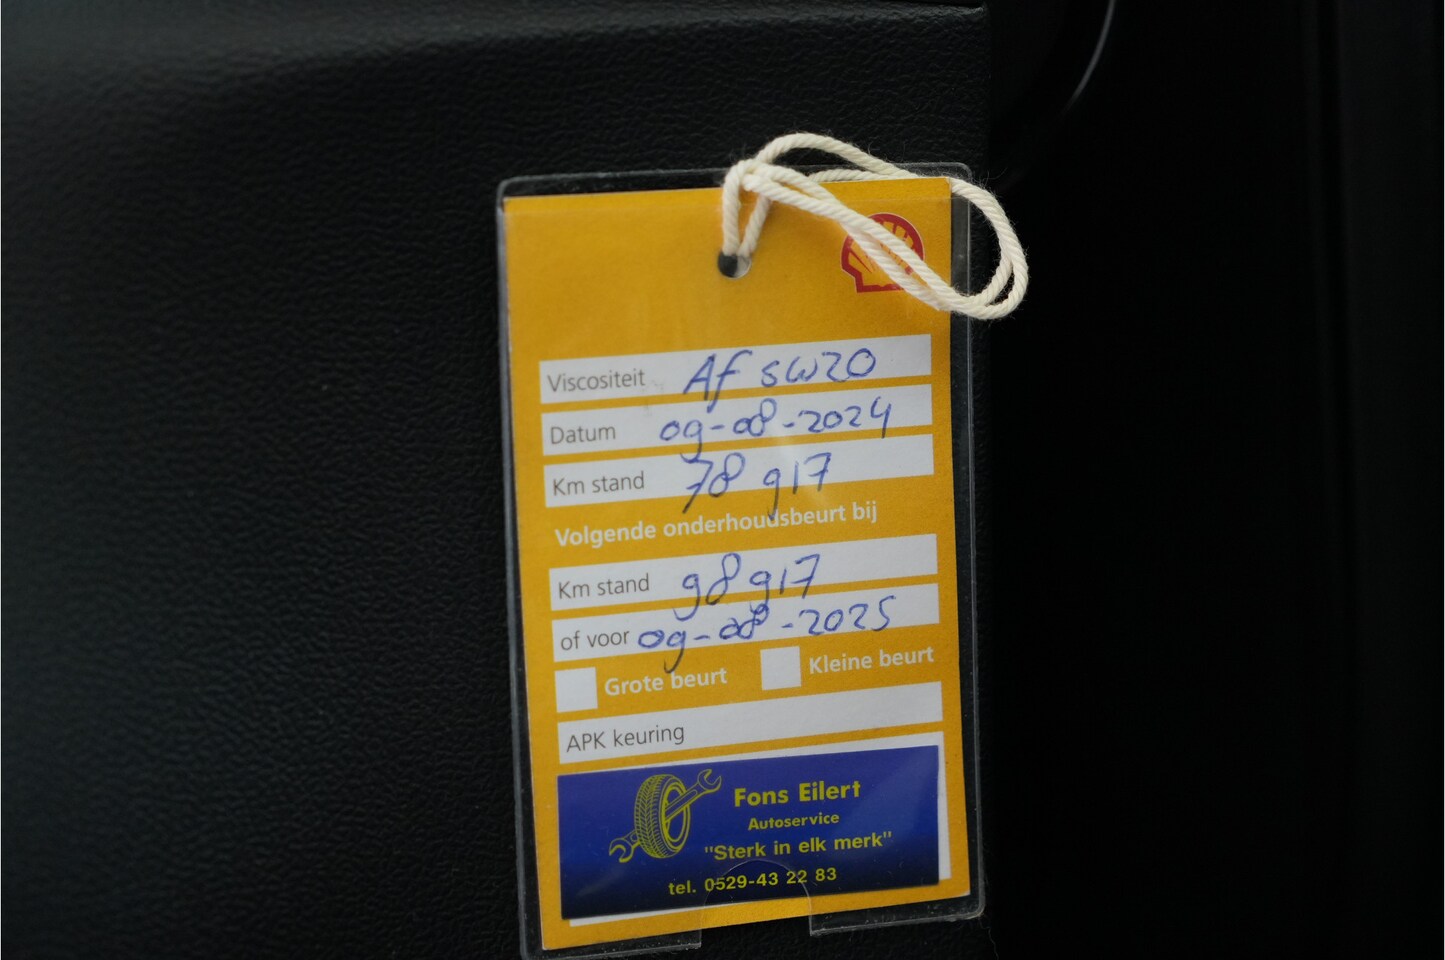 Viscositeit Af 5W20
Datum 09-08-2024
Km stand 78 917
Volgende onderhoudsbeurt bij
Km stand 98 917
of voor 09-08-2025
Grote beurt Kleine beurt
APK keuring
Fons Eilert
Autoservice
"Sterk in elk merk"
tel. 0529-43 22 83